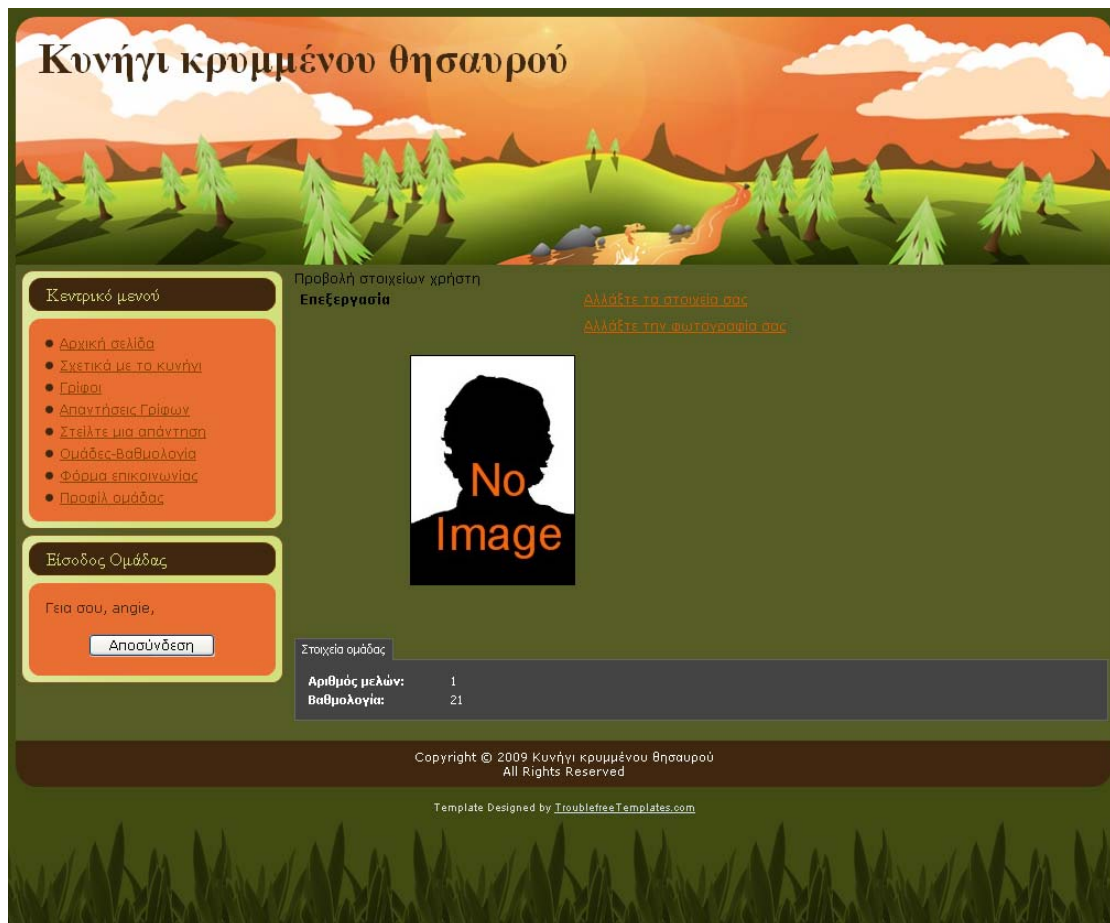 Κυνήγι κρυμμένου θησαυρού
Κεντρικό μενού
Αρχική σελίδα
Σχετικά με το κυνήγι
Γρίφοι
Απαντήσεις Γρίφων
Στείλτε μια απάντηση
Ομάδες-Βαθμολογία
Φόρμα επικοινωνίας
Προφίλ ομάδας
Είσοδος Ομάδας
Γεια σου, angie,
Αποσύνδεση
Προβολή στοιχείων χρήστη
Επεξεργασία Αλλάξτε τα στοιχεία σας
Αλλάξτε την φωτογραφία σας
No
Image
Στοιχεία ομάδας
Αριθμός μελών: 1
Βαθμολογία: 21
Copyright © 2009 Κυνήγι κρυμμένου θησαυρού
All Rights Reserved
Template Designed by TroublefreeTemplates.com